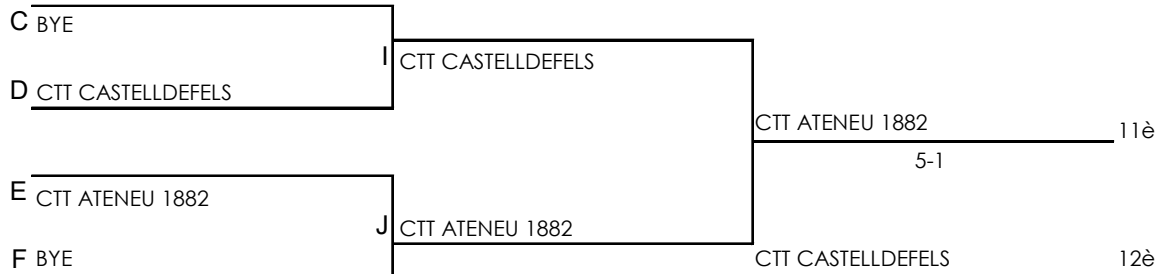 C BYE
I CTT CASTELLDEFELS
D CTT CASTELLDEFELS
CTT ATENEU 1882 11è
5-1
E CTT ATENEU 1882
J CTT ATENEU 1882
F BYE
CTT CASTELLDEFELS 12è